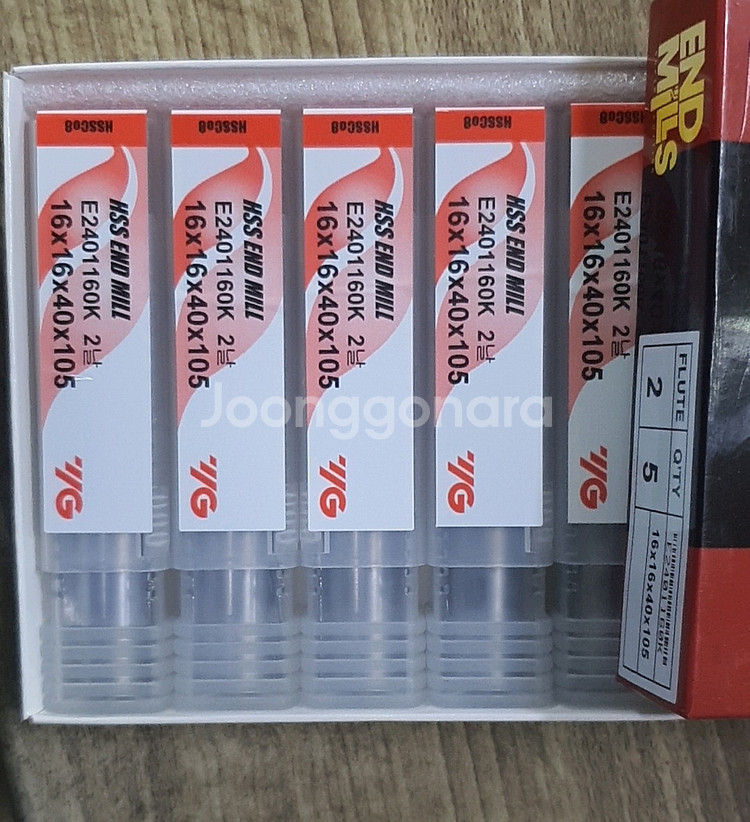 HSSCo8
HSS END MILL
E2401160K 2날
16x16x40x105
YG
HSSCo8
HSS END MILL
E2401160K 2날
16x16x40x105
YG
HSSCo8
HSS END MILL
E2401160K 2날
16x16x40x105
YG
HSSCo8
HSS END MILL
E2401160K 2날
16x16x40x105
YG
HSSCo8
E2401160K 2날
16x16x40x105
YG
END MILLS
FLUTE Q'TY
2 5
E2401160K
16x16x40x105
Joonggonara